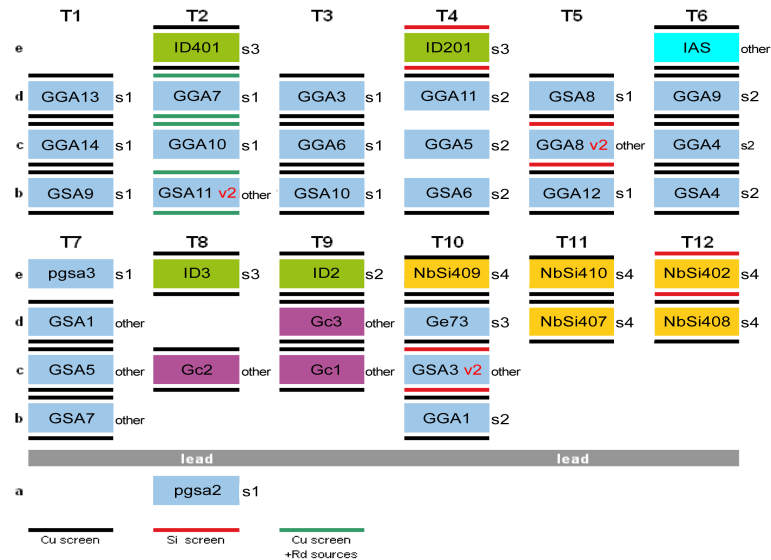 T1 T2 T3 T4 T5 T6
e ID401 s3 ID201 s3 IAS other
d GGA13 s1 GGA7 s1 GGA3 s1 GGA11 s2 GSA8 s1 GGA9 s2
c GGA14 s1 GGA10 s1 GGA6 s1 GGA5 s2 GGA8 v2 other GGA4 s2
b GSA9 s1 GSA11 v2 other GSA10 s1 GSA6 s2 GGA12 s1 GSA4 s2
T7 T8 T9 T10 T11 T12
e pgsa3 s1 ID3 s3 ID2 s2 NbSi409 s4 NbSi410 s4 NbSi402 s4
d GSA1 other Gc3 other Ge73 s3 NbSi407 s4 NbSi408 s4
c GSA5 other Gc2 other Gc1 other GSA3 v2 other
b GSA7 other GGA1 s2
lead lead
a pgsa2 s1
Cu screen Si screen Cu screen
+Rd sources